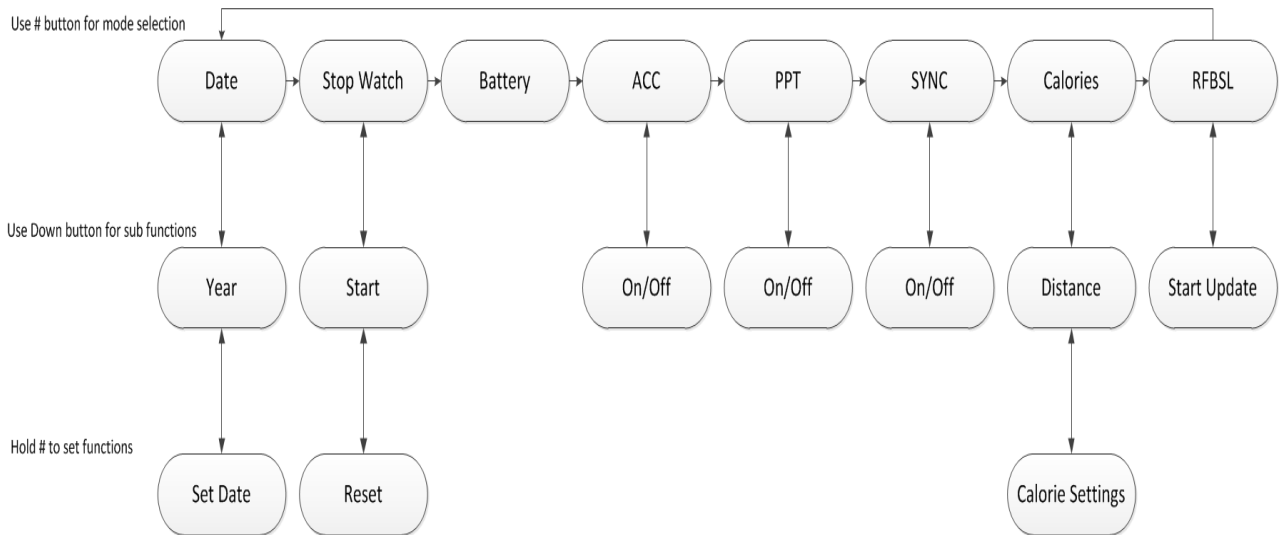 Use # button for mode selection
Date
Stop Watch
Battery
ACC
PPT
SYNC
Calories
RFBSL
Use Down button for sub functions
Year
Start
On/Off
On/Off
On/Off
Distance
Start Update
Hold # to set functions
Set Date
Reset
Calorie Settings